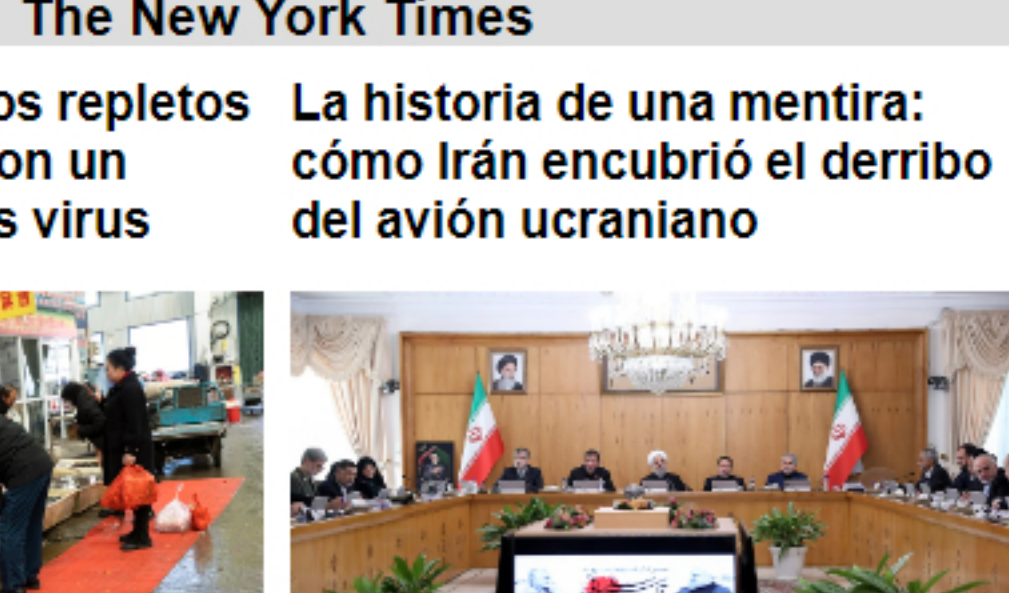 The New York Times
os repletos
on un
s virus
La historia de una mentira:
cómo Irán encubrió el derribo
del avión ucraniano